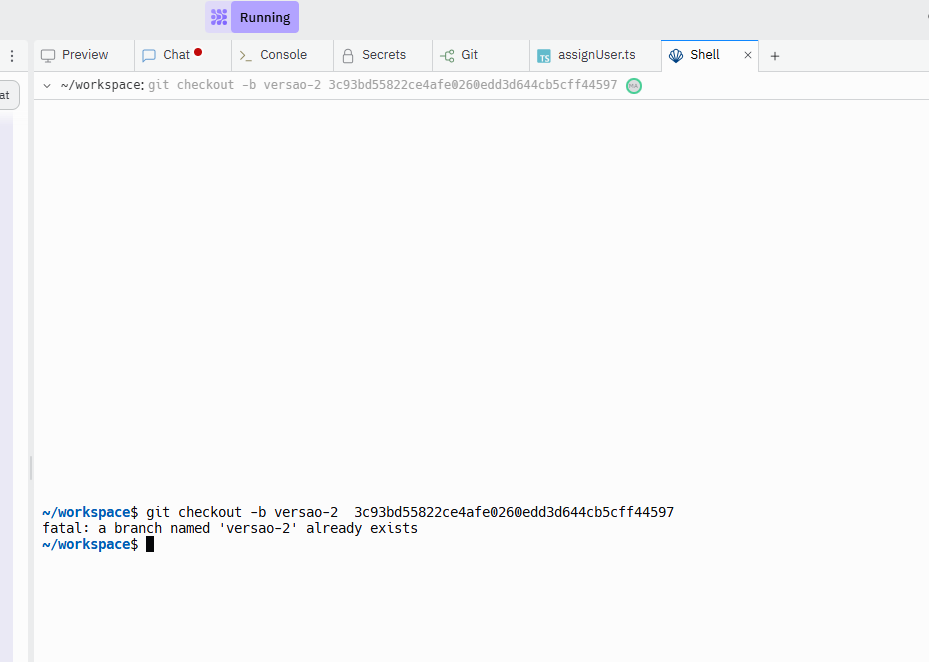 Running
Preview
Chat
Console
Secrets
Git
TS
assignUser.ts
Shell
at
~/workspace: git checkout -b versao-2 3c93bd55822ce4afe0260edd3d644cb5cff44597
~/workspace$ git checkout -b versao-2  3c93bd55822ce4afe0260edd3d644cb5cff44597
fatal: a branch named 'versao-2' already exists
~/workspace$